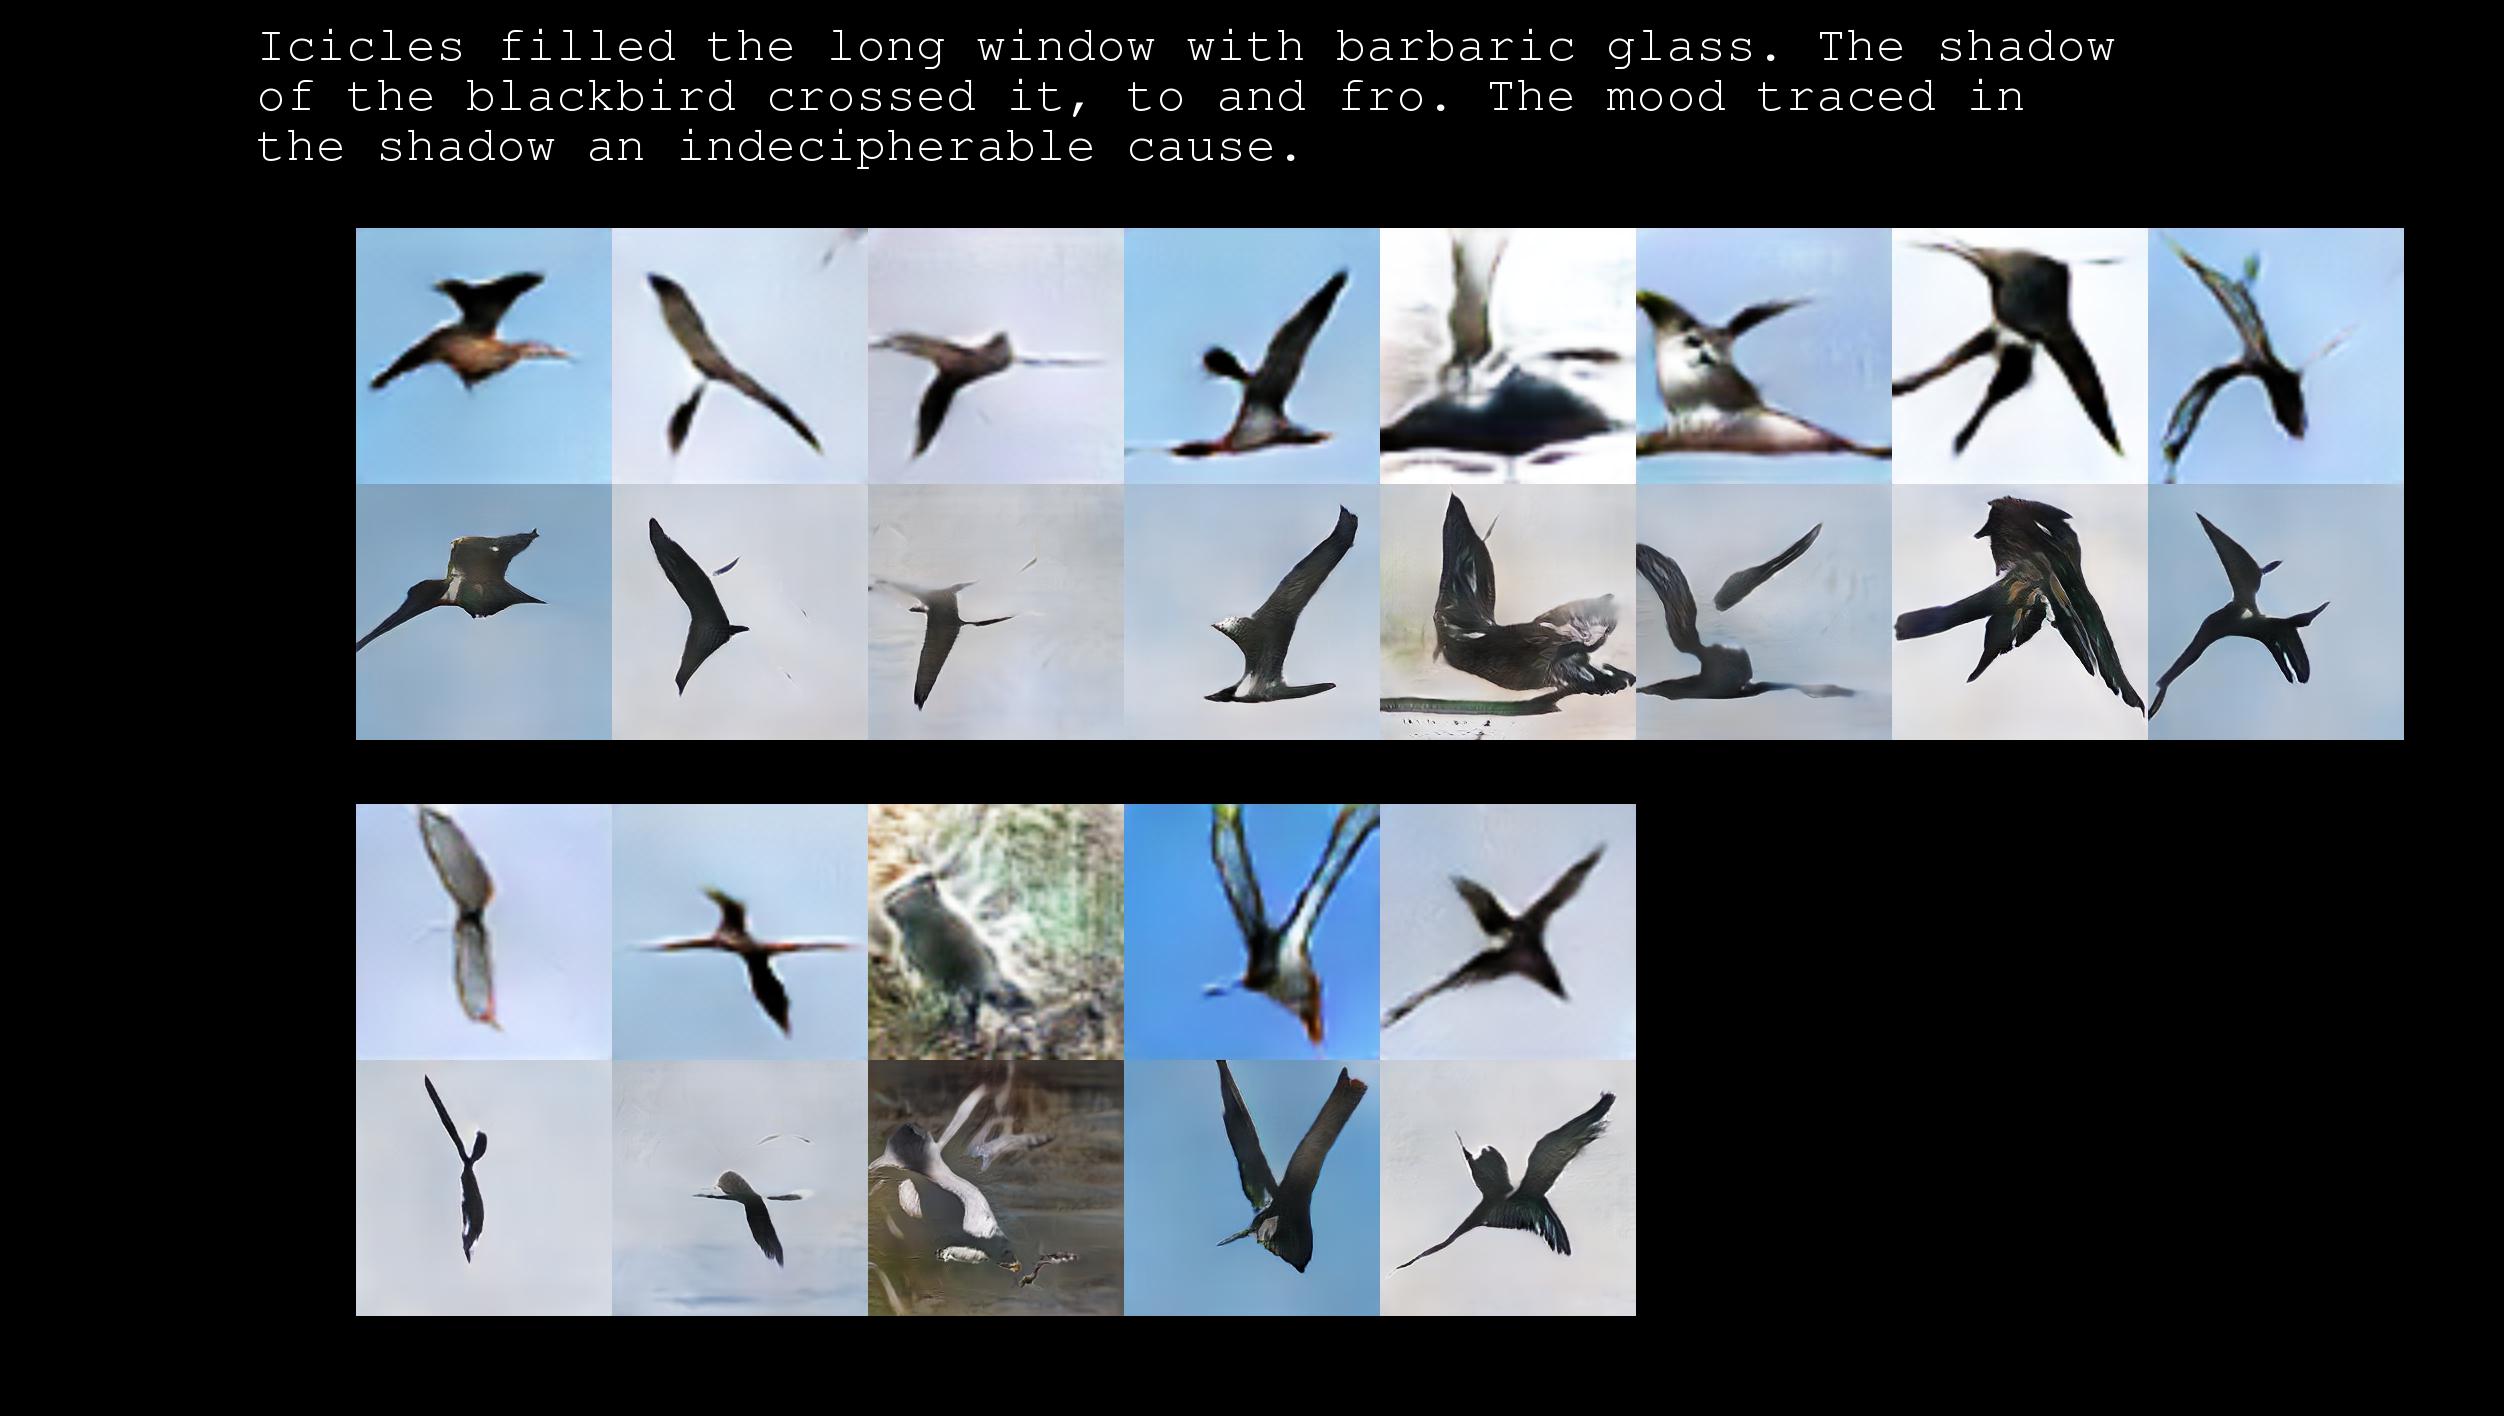 Icicles filled the long window with barbaric glass. The shadow
of the blackbird crossed it, to and fro. The mood traced in
the shadow an indecipherable cause.